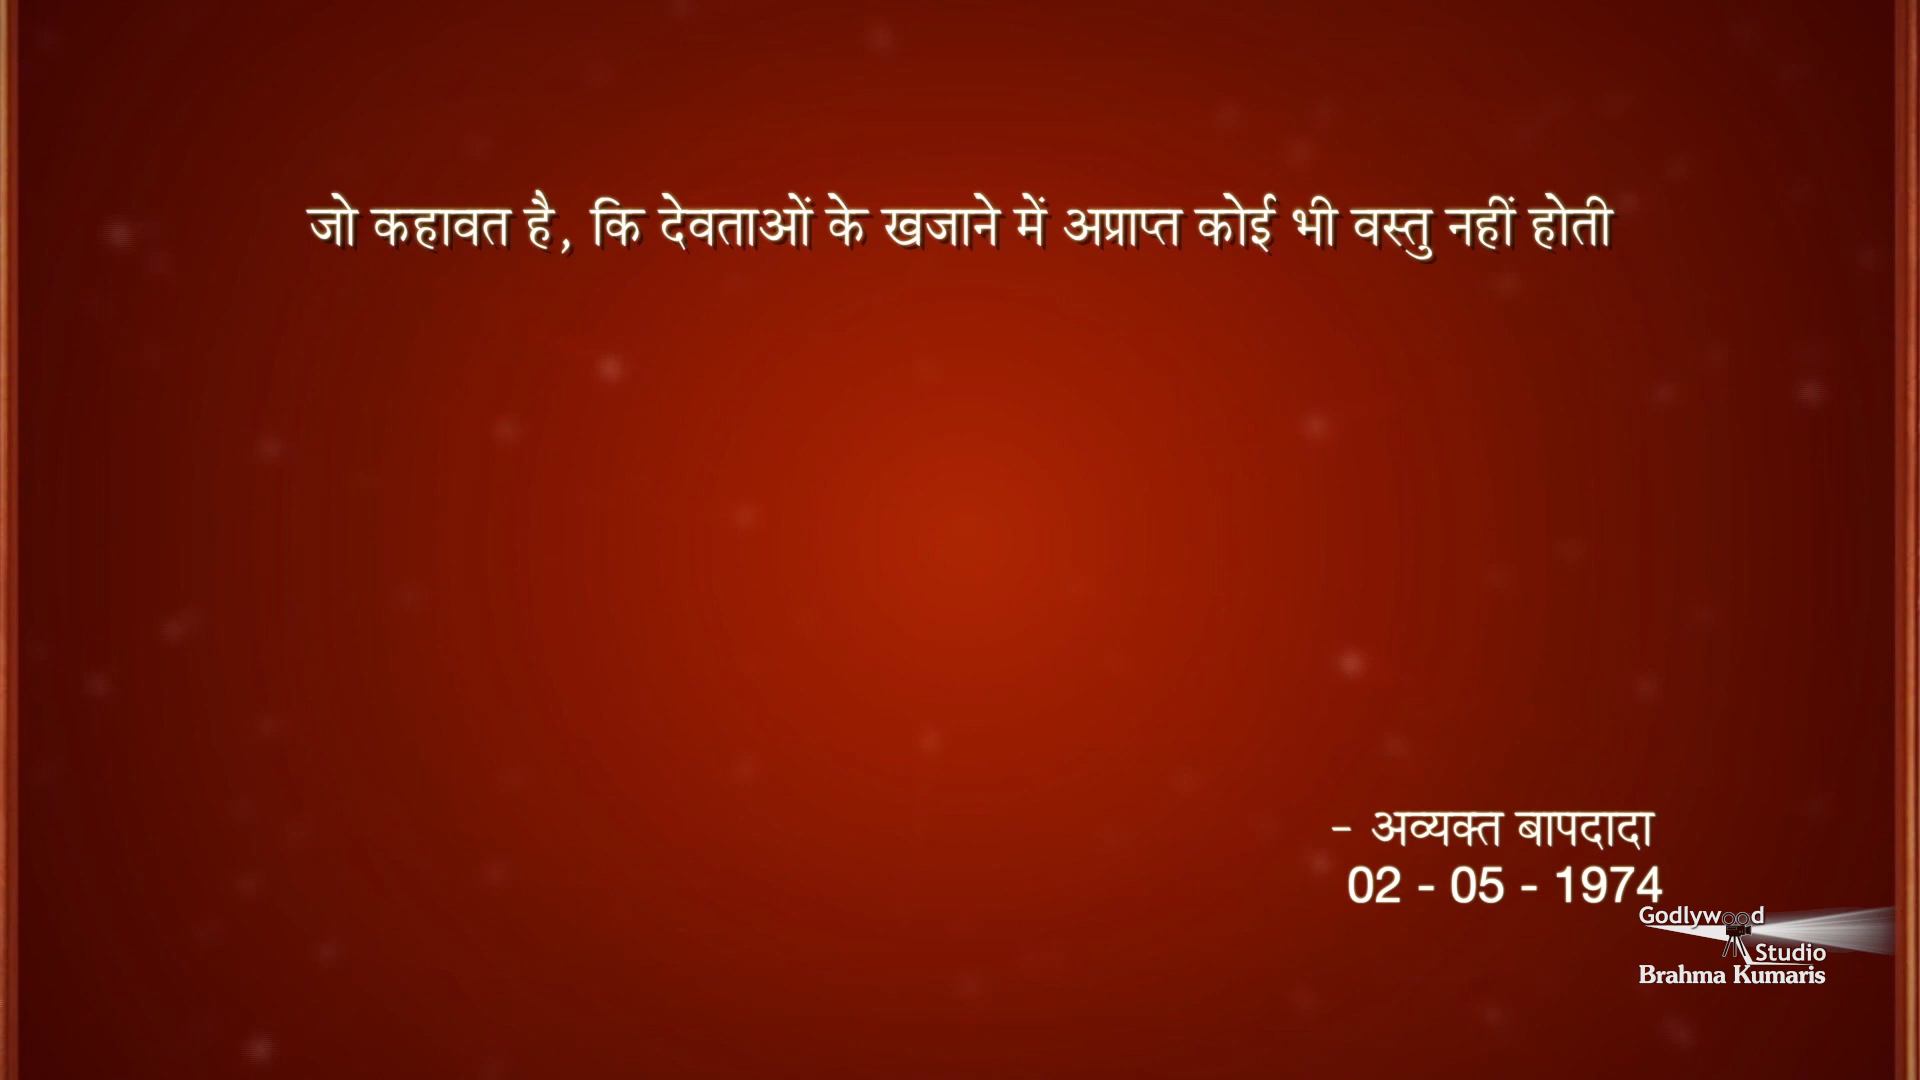 जो कहावत है, कि देवताओं के खजाने में अप्राप्त कोई भी वस्तु नहीं होती
- अव्यक्त बापदादा
02 - 05 - 1974
Godlywood
Studio
Brahma Kumaris